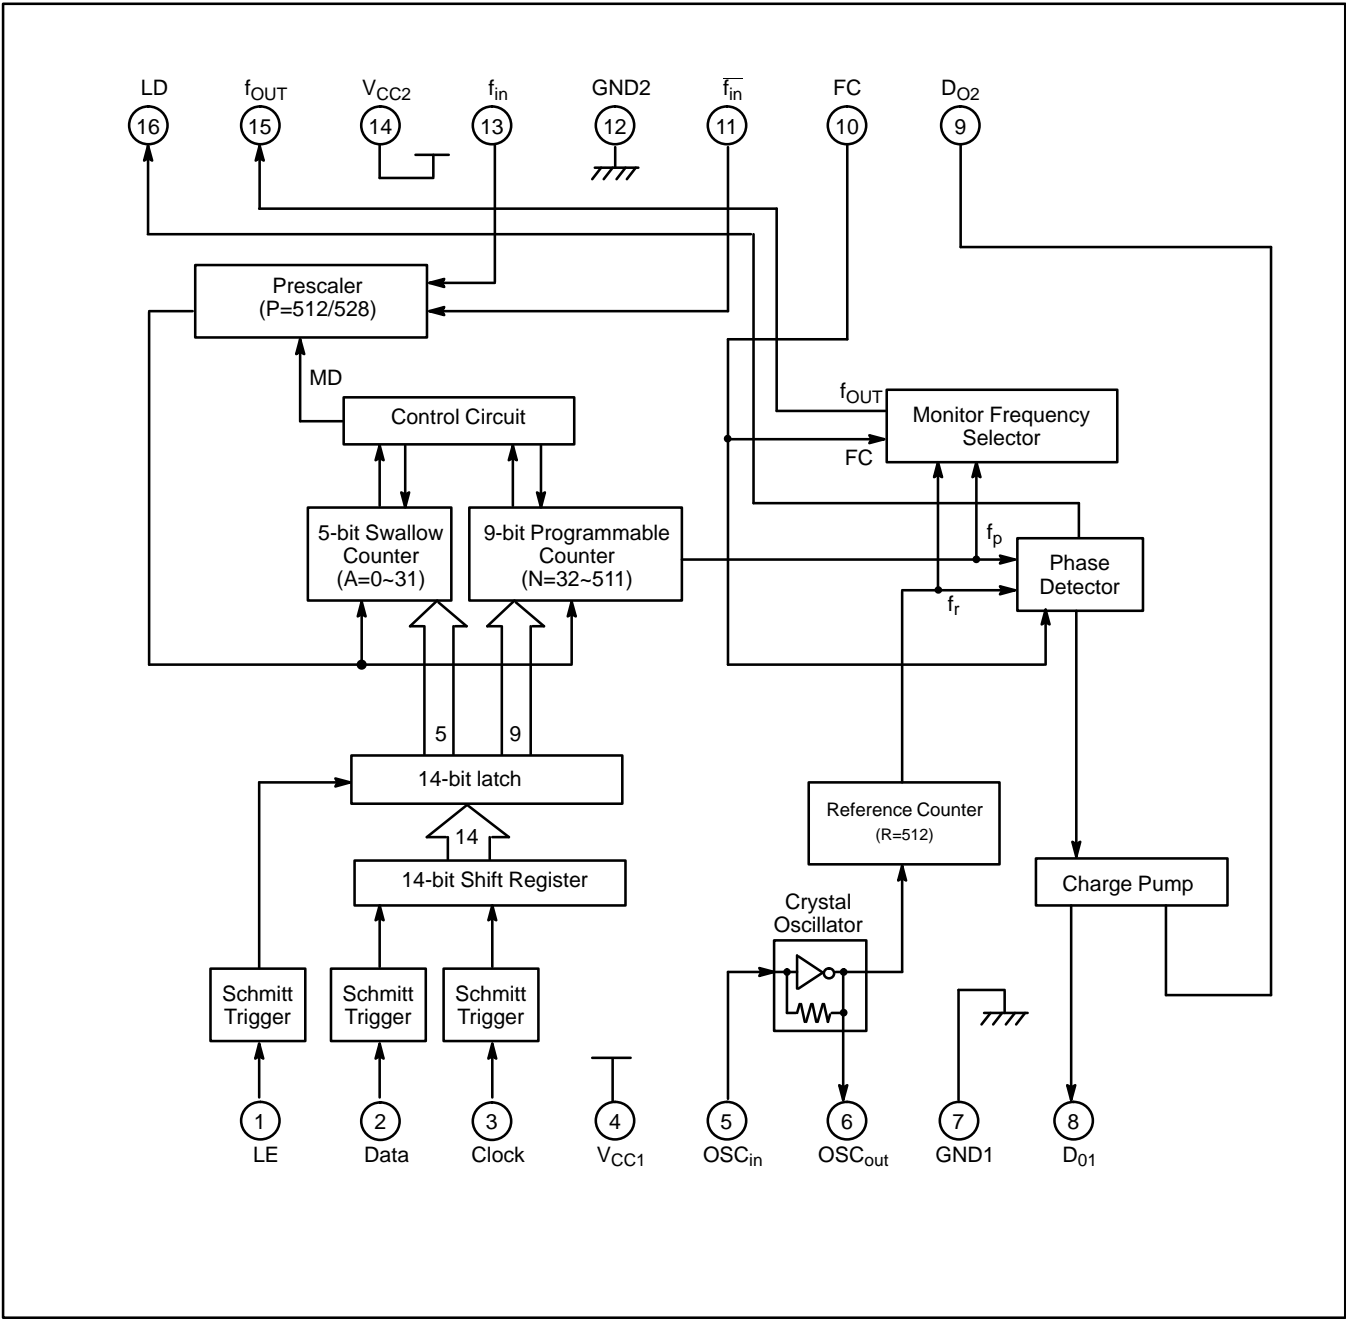 LD
fOUT
VCC2
fin
GND2
fin
FC
DO2
16
15
14
13
12
11
10
9
Prescaler
(P=512/528)
MD
Control Circuit
fOUT
Monitor Frequency
Selector
FC
5-bit Swallow
Counter
(A=0~31)
9-bit Programmable
Counter
(N=32~511)
fp
Phase
Detector
fr
5
9
14-bit latch
14
14-bit Shift Register
Reference Counter
(R=512)
Charge Pump
Crystal
Oscillator
Schmitt
Trigger
Schmitt
Trigger
Schmitt
Trigger
1
2
3
4
5
6
7
8
LE
Data
Clock
VCC1
OSCin
OSCout
GND1
D01